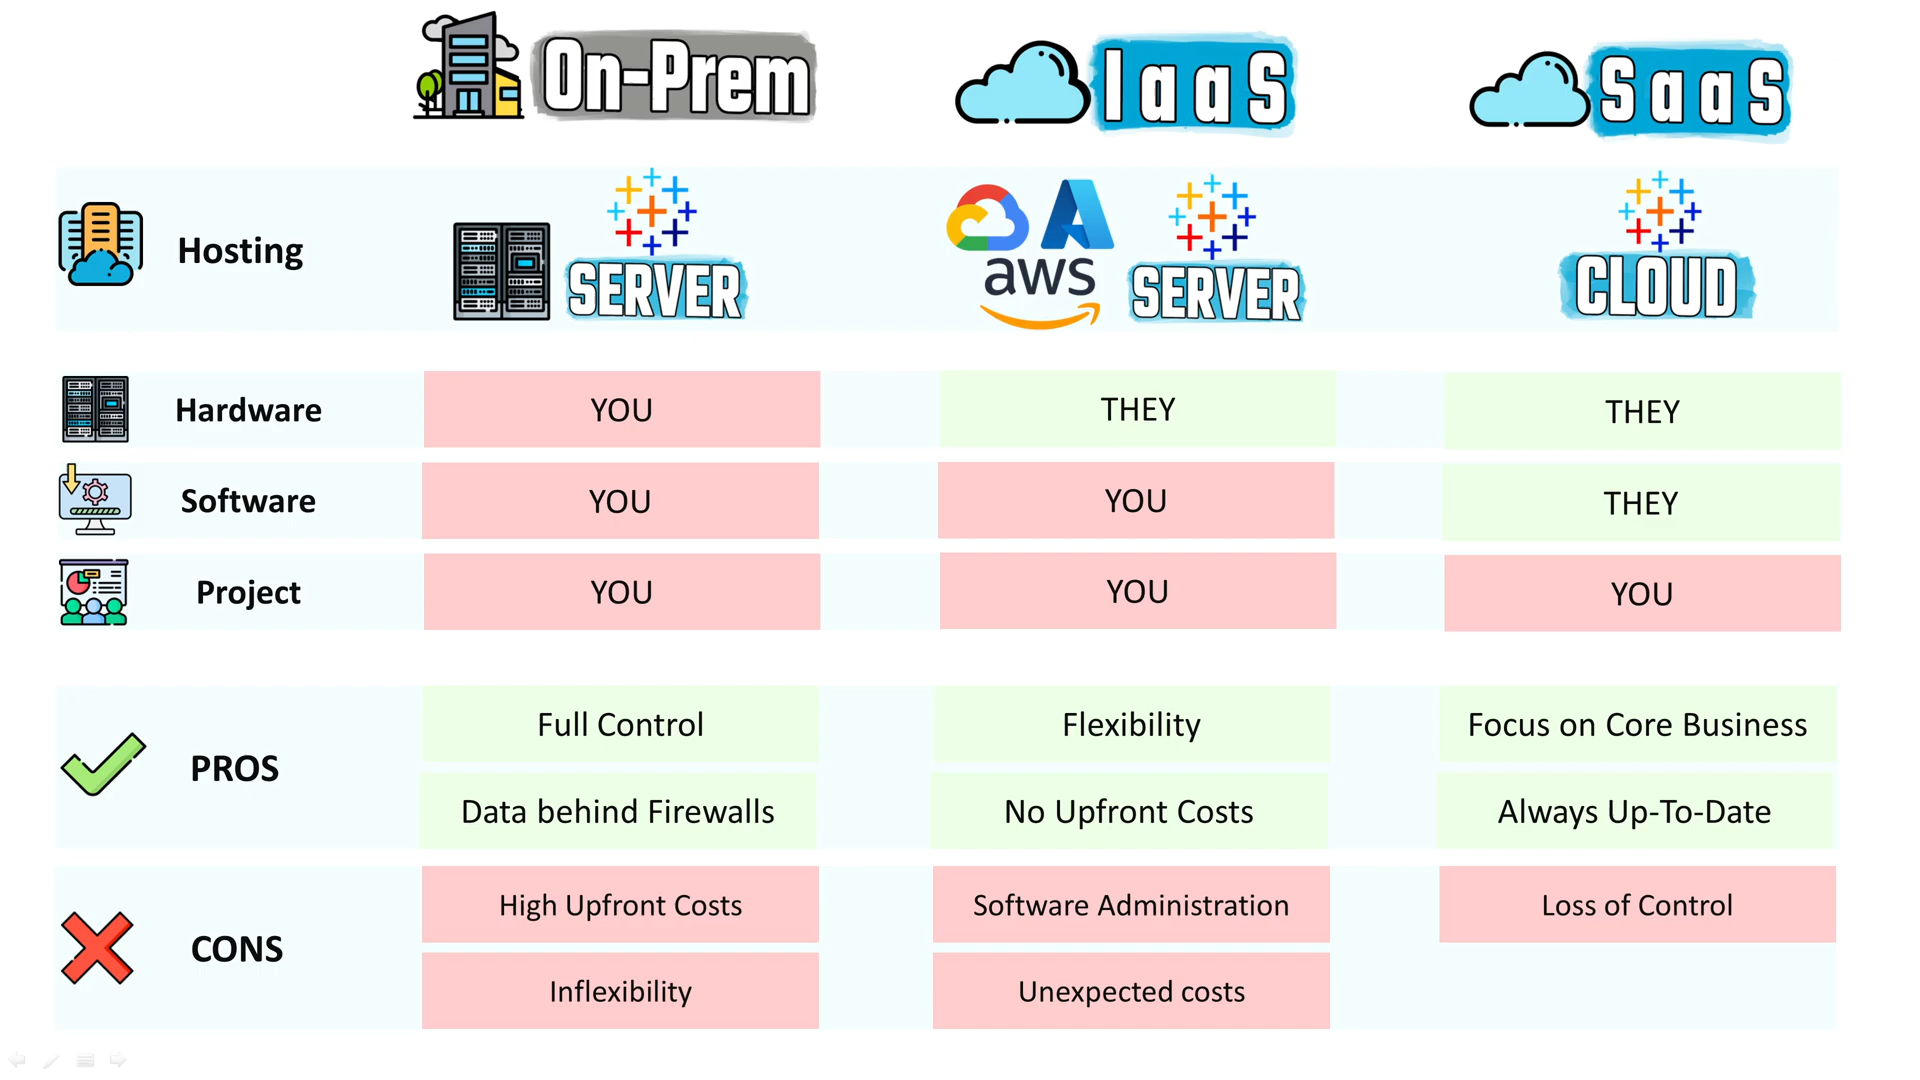 On-Prem IaaS SaaS
Hosting SERVER aws SERVER CLOUD
Hardware YOU THEY THEY
Software YOU YOU THEY
Project YOU YOU YOU
PROS
Full Control Flexibility Focus on Core Business
Data behind Firewalls No Upfront Costs Always Up-To-Date
CONS
High Upfront Costs Software Administration Loss of Control
Inflexibility Unexpected costs